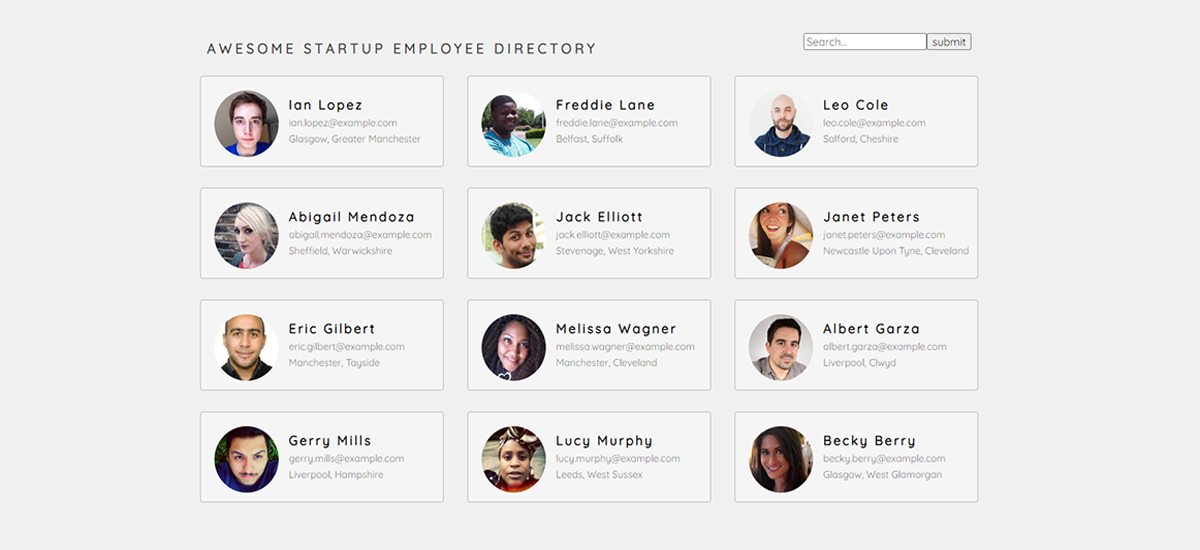 AWESOME STARTUP EMPLOYEE DIRECTORY
Search...
submit
Ian Lopez
ian.lopez@example.com
Glasgow, Greater Manchester
Freddie Lane
freddie.lane@example.com
Belfast, Suffolk
Leo Cole
leo.cole@example.com
Salford, Cheshire
Abigail Mendoza
abigail.mendoza@example.com
Sheffield, Warwickshire
Jack Elliott
jack.elliott@example.com
Stevenage, West Yorkshire
Janet Peters
janet.peters@example.com
Newcastle Upon Tyne, Cleveland
Eric Gilbert
eric.gilbert@example.com
Manchester, Tayside
Melissa Wagner
melissa.wagner@example.com
Manchester, Cleveland
Albert Garza
albert.garza@example.com
Liverpool, Clwyd
Gerry Mills
gerry.mills@example.com
Liverpool, Hampshire
Lucy Murphy
lucy.murphy@example.com
Leeds, West Sussex
Becky Berry
becky.berry@example.com
Glasgow, West Glamorgan